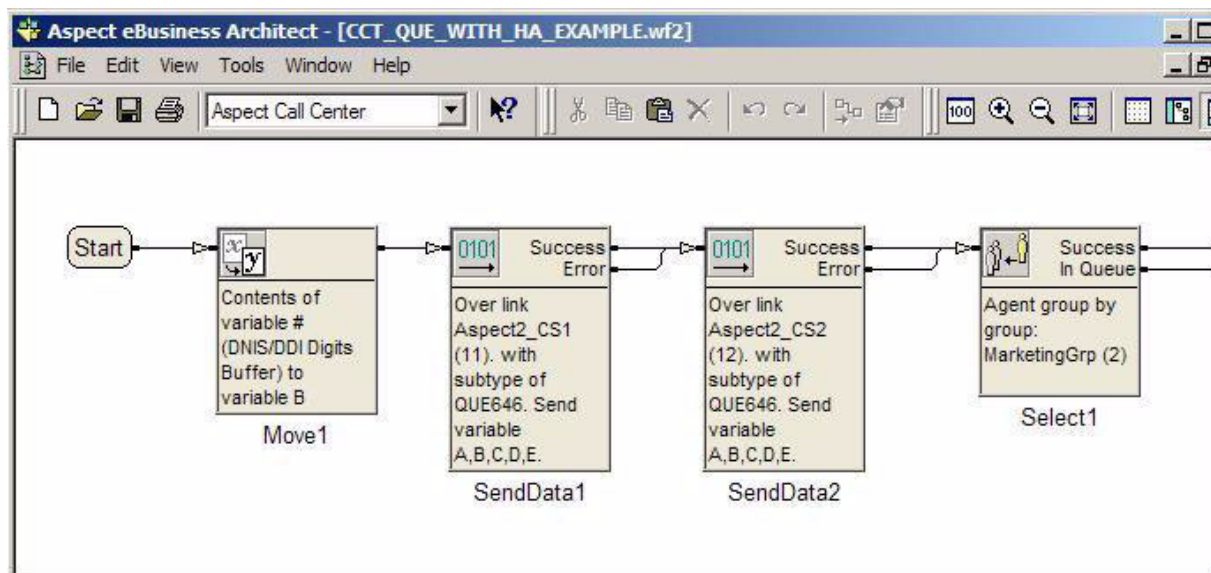 Aspect eBusiness Architect - [CCT_QUE_WITH_HA_EXAMPLE.wf2]
File Edit View Tools Window Help
Aspect Call Center
100
Start
x
y
Contents of
variable #
(DNIS/DDI Digits
Buffer) to
variable B
Move1
0101
Success
Error
Over link
Aspect2_CS1
(11). with
subtype of
QUE646. Send
variable
A,B,C,D,E.
SendData1
0101
Success
Error
Over link
Aspect2_CS2
(12). with
subtype of
QUE646. Send
variable
A,B,C,D,E.
SendData2
Success
In Queue
Agent group by
group:
MarketingGrp (2)
Select1